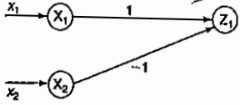 x₁ X₁ 1 Z₁
-1
x₂ X₂